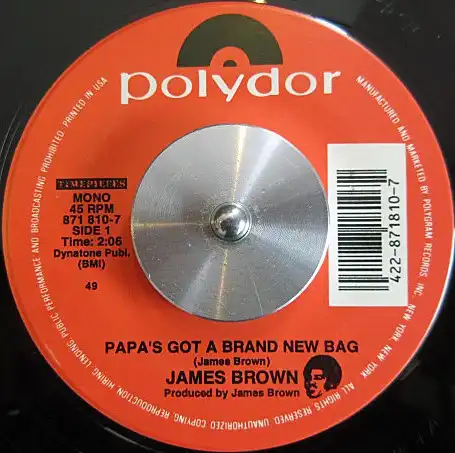 polydor
TIMEPIECES
MONO
45 RPM
871 810-7
SIDE 1
Time: 2:06
Dynatone Publ.
(BMI)
49
422-871810-7
PAPA'S GOT A BRAND NEW BAG
(James Brown)
JAMES BROWN
Produced by James Brown
MANUFACTURED AND MARKETED BY POLYGRAM RECORDS, INC. NEW YORK, NEW YORK. ALL RIGHTS RESERVED. UNAUTHORIZED COPYING, REPRODUCTION, HIRING, LENDING, PUBLIC PERFORMANCE AND BROADCASTING PROHIBITED. PRINTED IN USA